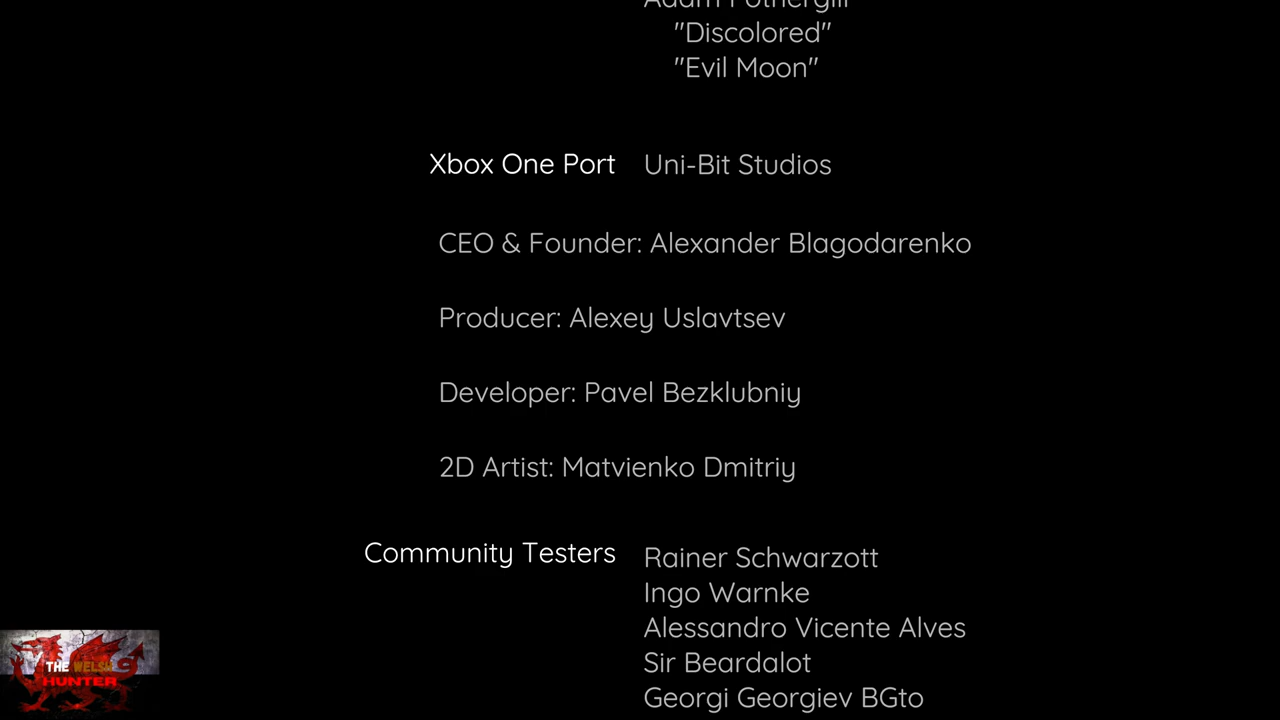 Adam Fothergill
"Discolored"
"Evil Moon"
Xbox One Port Uni-Bit Studios
CEO & Founder: Alexander Blagodarenko
Producer: Alexey Uslavtsev
Developer: Pavel Bezklubniy
2D Artist: Matvienko Dmitriy
Community Testers Rainer Schwarzott
Ingo Warnke
Alessandro Vicente Alves
Sir Beardalot
Georgi Georgiev BGto
THE WELSH
HUNTER